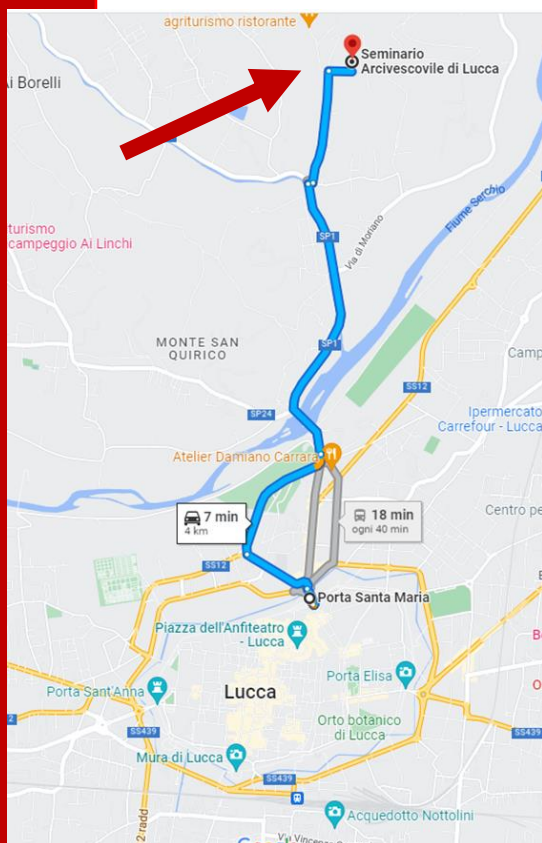 agriturismo ristorante
Seminario
Arcivescovile di Lucca
Ai Borelli
Fiume Serchio
turismo
campeggio Ai Linchi
SP1
Via di Moriano
MONTE SAN
QUIRICO
SP1
Camp
SS12
SP24
Ipermercato
Carrefour - Lucca
Atelier Damiano Carrara
7 min
4 km
18 min
ogni 40 min
Centro pe
SS12
Porta Santa Maria
Piazza dell'Anfiteatro
- Lucca
Porta Elisa
Porta Sant'Anna
Lucca
Orto botanico
di Lucca
SS439
SS439
Mura di Lucca
SS439
Acquedotto Nottolini